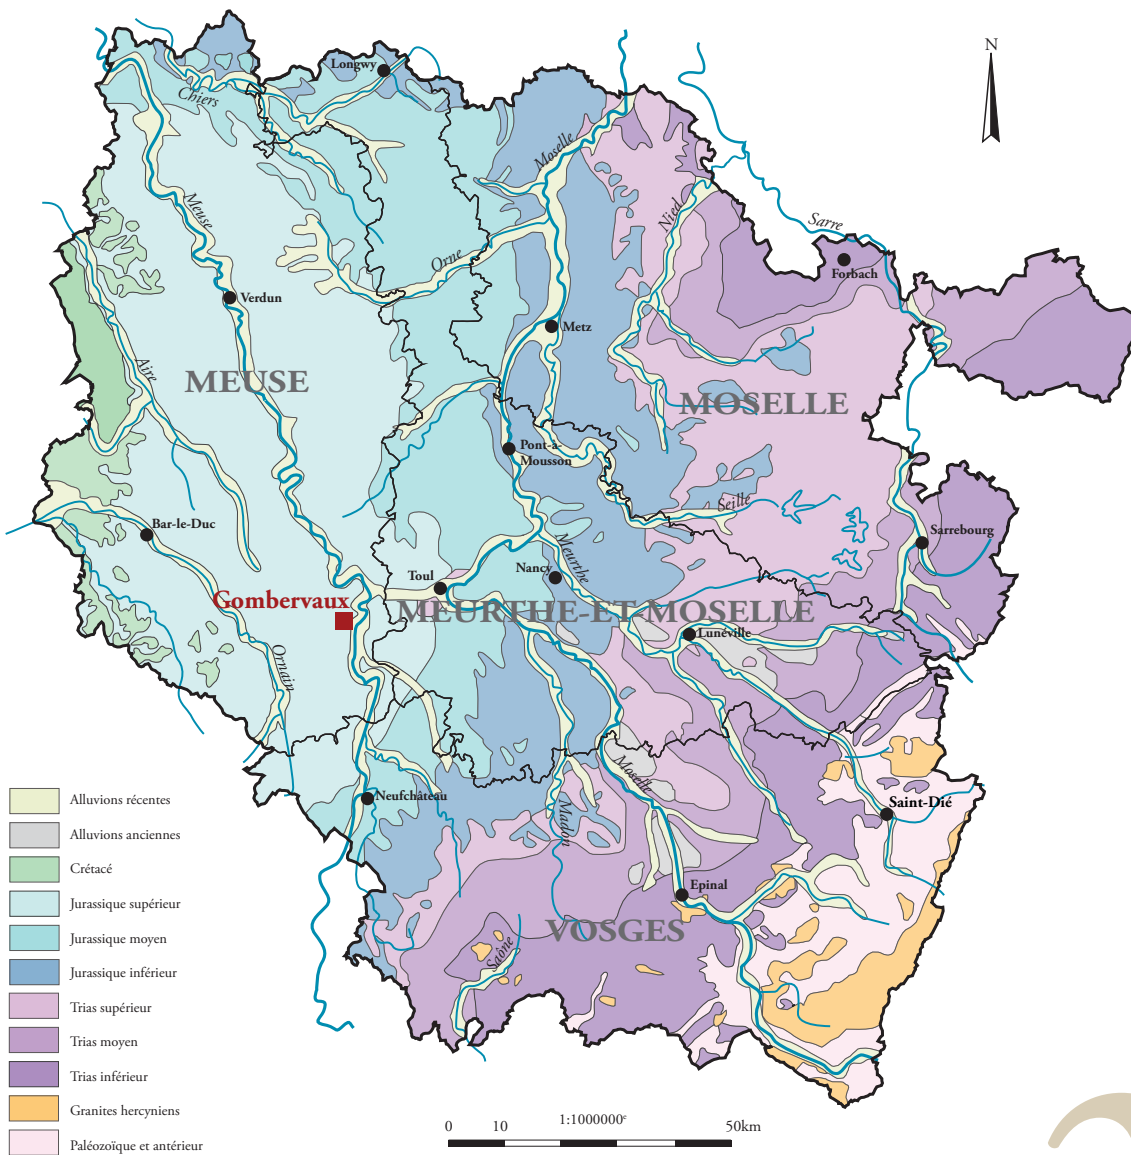 N
Longwy
Chiers
Moselle
Meuse
Nied
Sarre
Orne
Forbach
Verdun
Metz
Aire
MEUSE
MOSELLE
Pont-à-
Mousson
Seille
Bar-le-Duc
Sarrebourg
Meurthe
Toul
Nancy
Gombervaux
MEURTHE-ET-MOSELLE
Lunéville
Ornain
Moselle
Neufchâteau
Madon
Saint-Dié
Epinal
VOSGES
Saône
Alluvions récentes
Alluvions anciennes
Crétacé
Jurassique supérieur
Jurassique moyen
Jurassique inférieur
Trias supérieur
Trias moyen
Trias inférieur
Granites hercyniens
Paléozoïque et antérieur
1:1000000e
0 10 50km